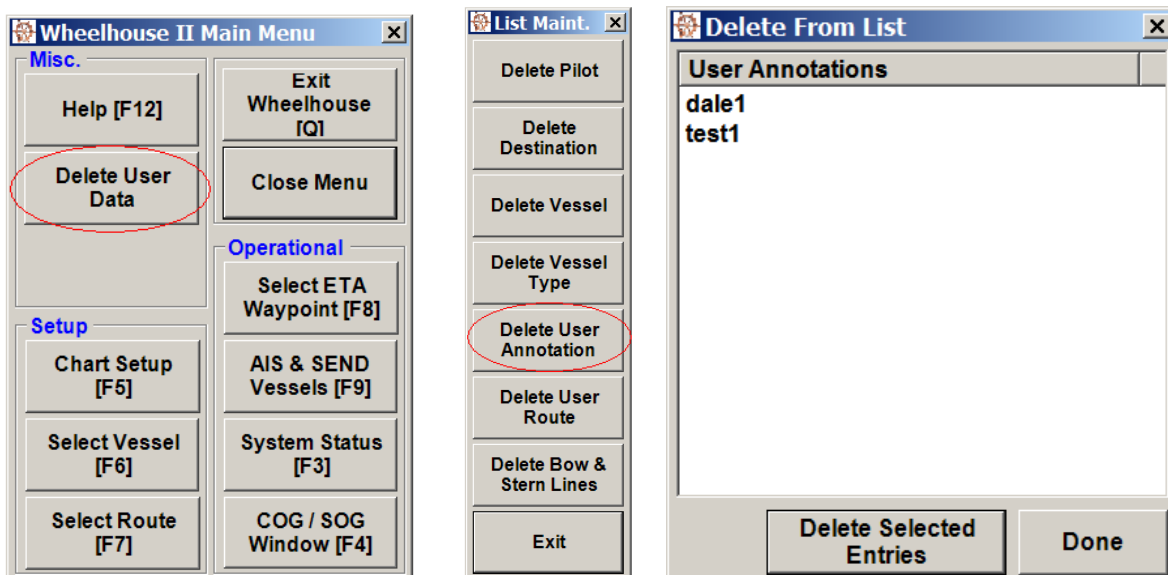 Wheelhouse II Main Menu
Misc.
Help [F12]
Delete User
Data
Exit
Wheelhouse
[Q]
Close Menu
Operational
Select ETA
Waypoint [F8]
AIS & SEND
Vessels [F9]
System Status
[F3]
COG / SOG
Window [F4]
Setup
Chart Setup
[F5]
Select Vessel
[F6]
Select Route
[F7]
List Maint.
Delete Pilot
Delete
Destination
Delete Vessel
Delete Vessel
Type
Delete User
Annotation
Delete User
Route
Delete Bow &
Stern Lines
Exit
Delete From List
User Annotations
dale1
test1
Delete Selected
Entries
Done